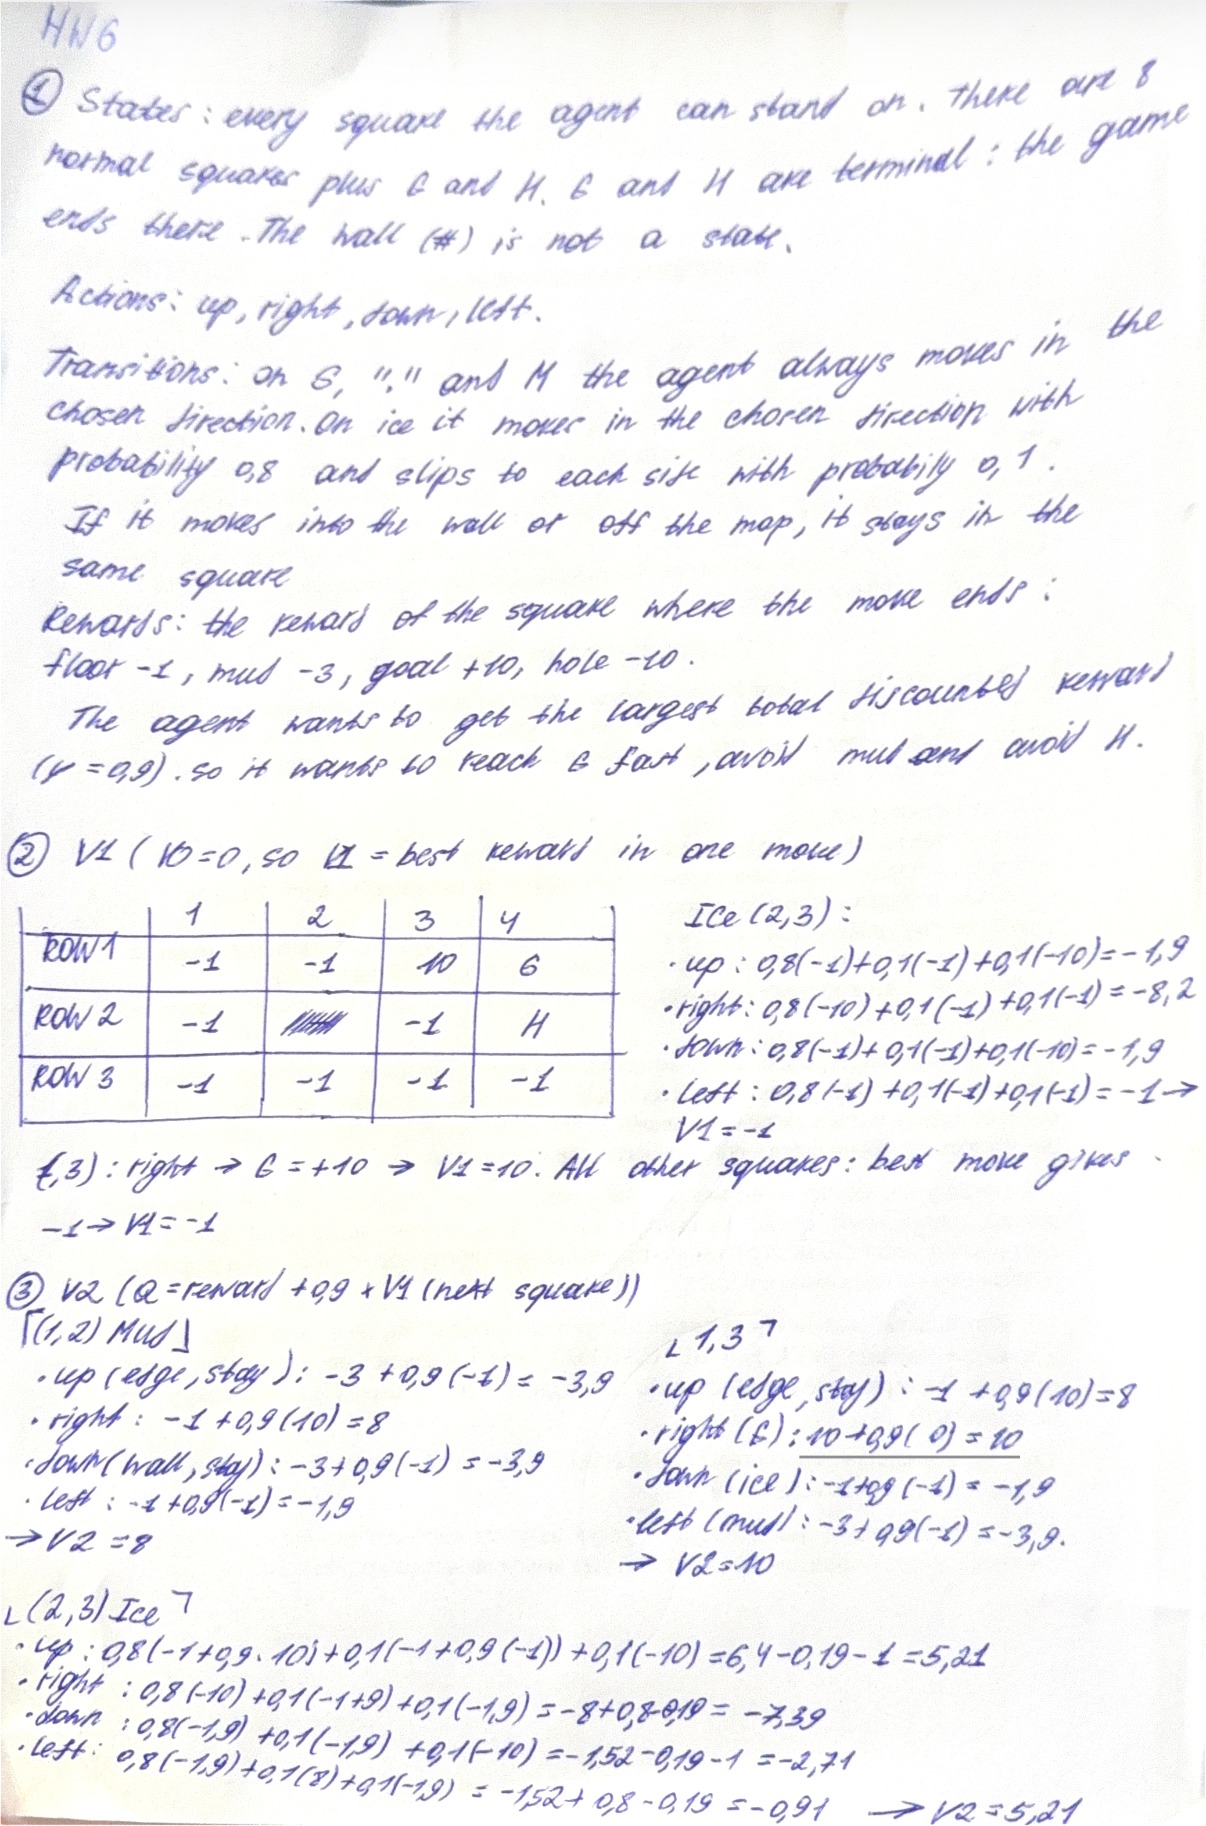 HW6
① States: every square the agent can stand on. There are 8
normal squares plus G and H. G and H are terminal: the game
ends there. The wall (#) is not a state.
Actions: up, right, down, left.
Transitions: on S, "." and M the agent always moves in the
chosen direction. On ice it moves in the chosen direction with
probability 0,8 and slips to each side with probabily 0,1.
If it moves into the wall or off the map, it stays in the
same square
Rewards: the reward of the square where the move ends:
floor -1, mud -3, goal +10, hole -10.
The agent wants to get the largest total discounted reward
(γ=0,9). so it wants to reach G fast, avoid mud and avoid H.
② V1 (V0=0, so V1 = best reward in one move)
1 2 3 4
ROW1 -1 -1 10 G
ROW 2 -1 -1 H
ROW 3 -1 -1 -1 -1
Ice (2,3):
· up: 0,8(-1)+0,1(-1)+0,1(-10)=-1,9
· right: 0,8(-10)+0,1(-1)+0,1(-1)=-8,2
· down: 0,8(-1)+0,1(-1)+0,1(-10)=-1,9
· left: 0,8(-1)+0,1(-1)+0,1(-1)=-1→
V1=-1
(1,3): right → G=+10 → V1=10. All other squares: best move gives
-1→V1=-1
③ V2 (Q=reward+0,9×V1(next square))
⌈(1,2) Mud⌋
· up (edge, stay): -3+0,9(-1)=-3,9
· right: -1+0,9(10)=8
· down (wall, stay): -3+0,9(-1)=-3,9
· left: -1+0,9(-1)=-1,9
→V2=8
⌞1,3⌝
· up (edge, stay): -1+0,9(10)=8
· right (G): 10+0,9(0)=10
· down (ice): -1+0,9(-1)=-1,9
· left (mud): -3+0,9(-1)=-3,9.
→ V2=10
⌞(2,3) Ice⌝
· up: 0,8(-1+0,9·10)+0,1(-1+0,9(-1))+0,1(-10)=6,4-0,19-1=5,21
· right: 0,8(-10)+0,1(-1+9)+0,1(-1,9)=-8+0,8-0,19=-7,39
· down: 0,8(-1,9)+0,1(-1,9)+0,1(-10)=-1,52-0,19-1=-2,71
· left: 0,8(-1,9)+0,1(8)+0,1(-1,9)=-1,52+0,8-0,19=-0,91 → V2=5,21